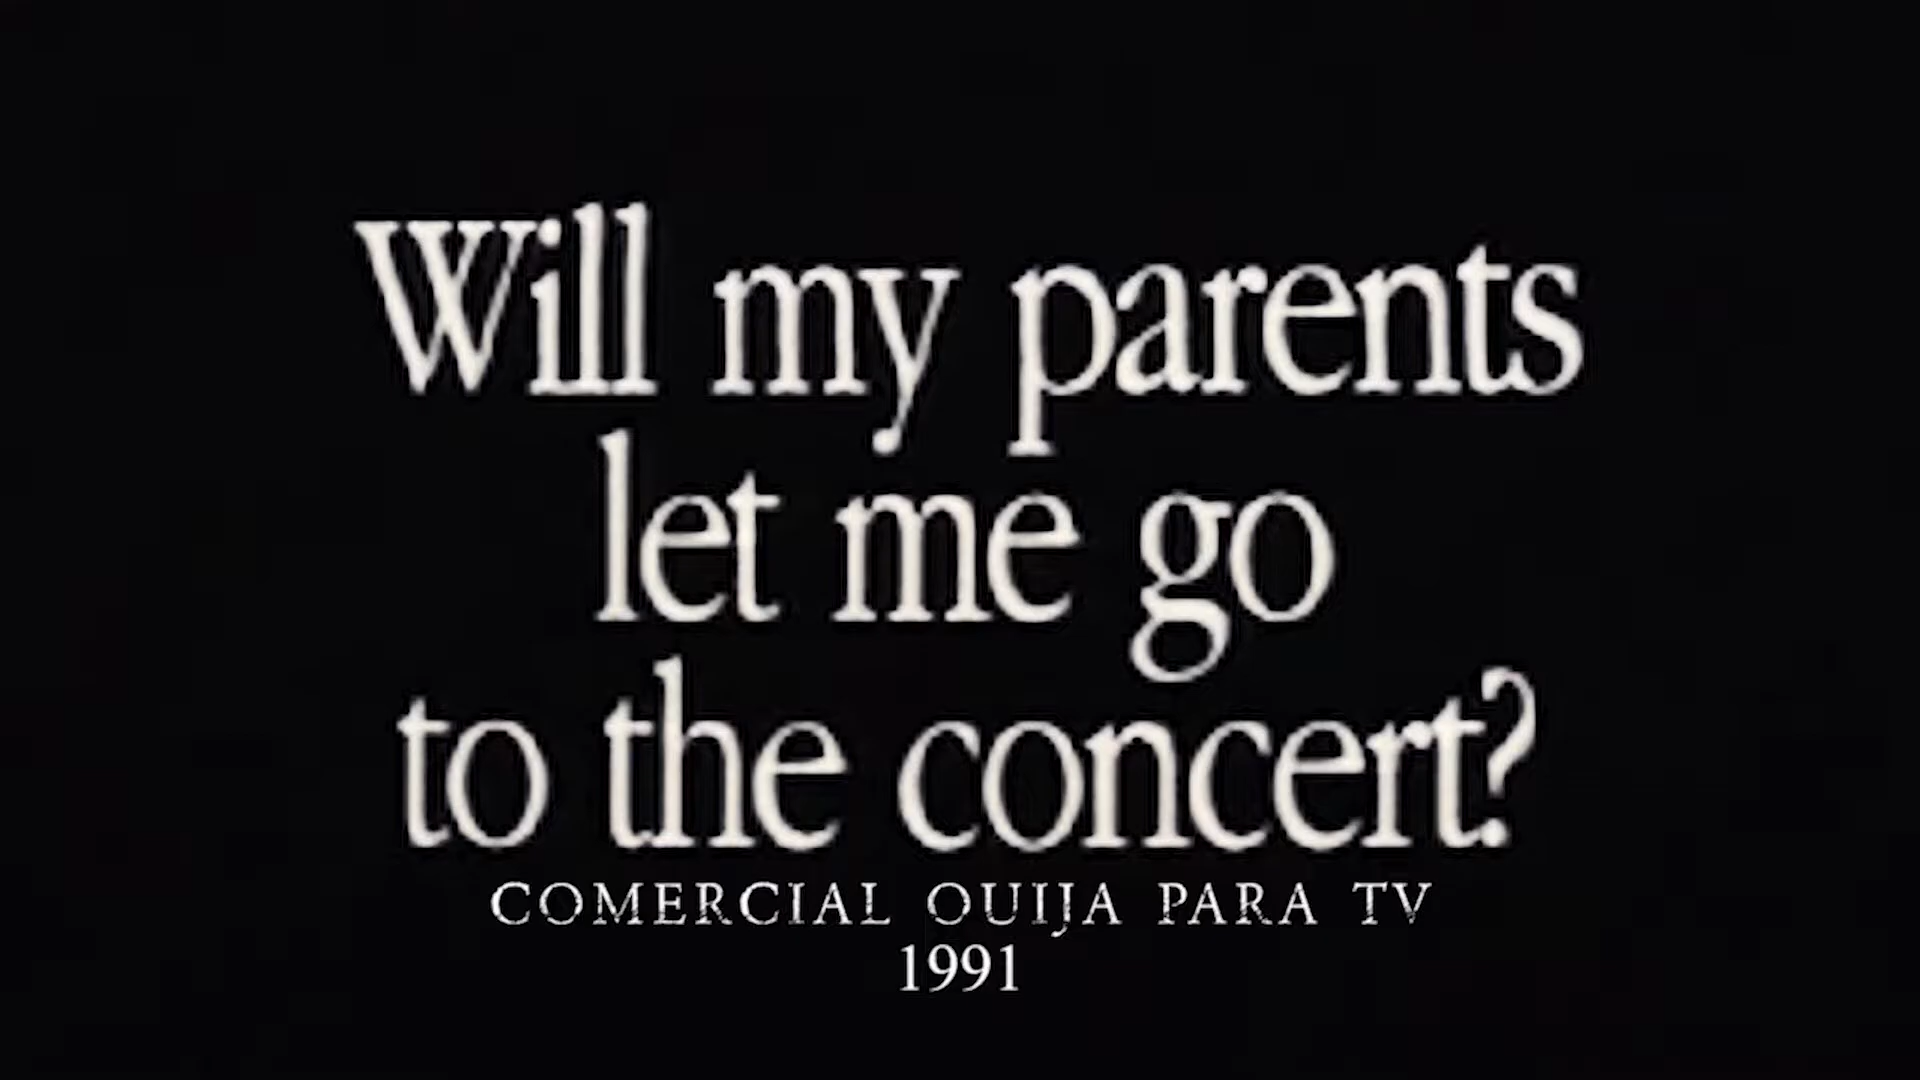 Will my parents
let me go
to the concert?
COMERCIAL OUIJA PARA TV
1991